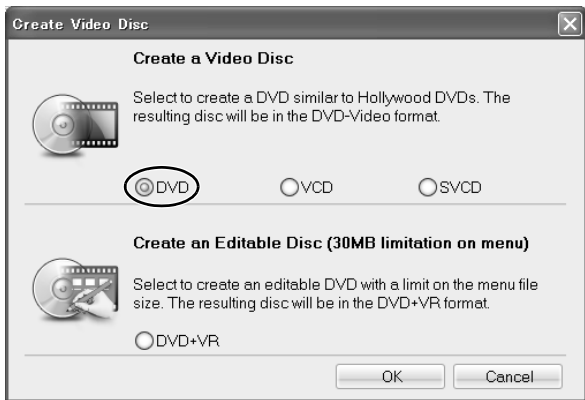 Create Video Disc
Create a Video Disc
Select to create a DVD similar to Hollywood DVDs. The
resulting disc will be in the DVD-Video format.
DVD VCD SVCD
Create an Editable Disc (30MB limitation on menu)
Select to create an editable DVD with a limit on the menu file
size. The resulting disc will be in the DVD+VR format.
DVD+VR
OK Cancel